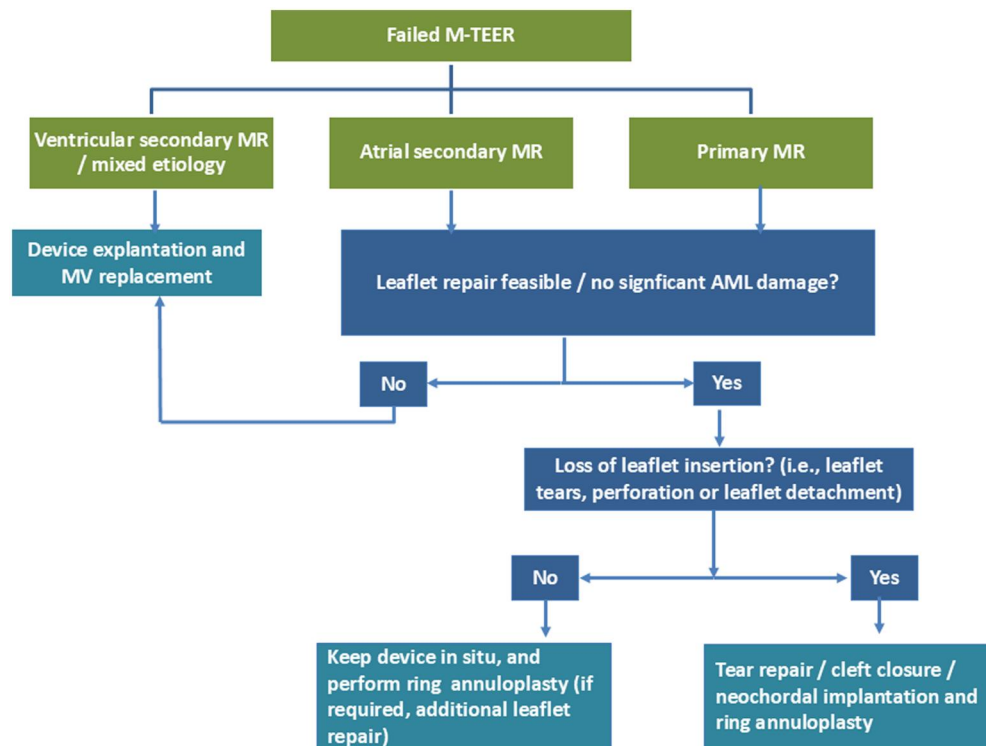 Failed M-TEER
Ventricular secondary MR
/ mixed etiology
Atrial secondary MR
Primary MR
Device explantation and
MV replacement
Leaflet repair feasible / no signficant AML damage?
No
Yes
Loss of leaflet insertion? (i.e., leaflet
tears, perforation or leaflet detachment)
No
Yes
Keep device in situ, and
perform ring annuloplasty (if
required, additional leaflet
repair)
Tear repair / cleft closure /
neochordal implantation and
ring annuloplasty